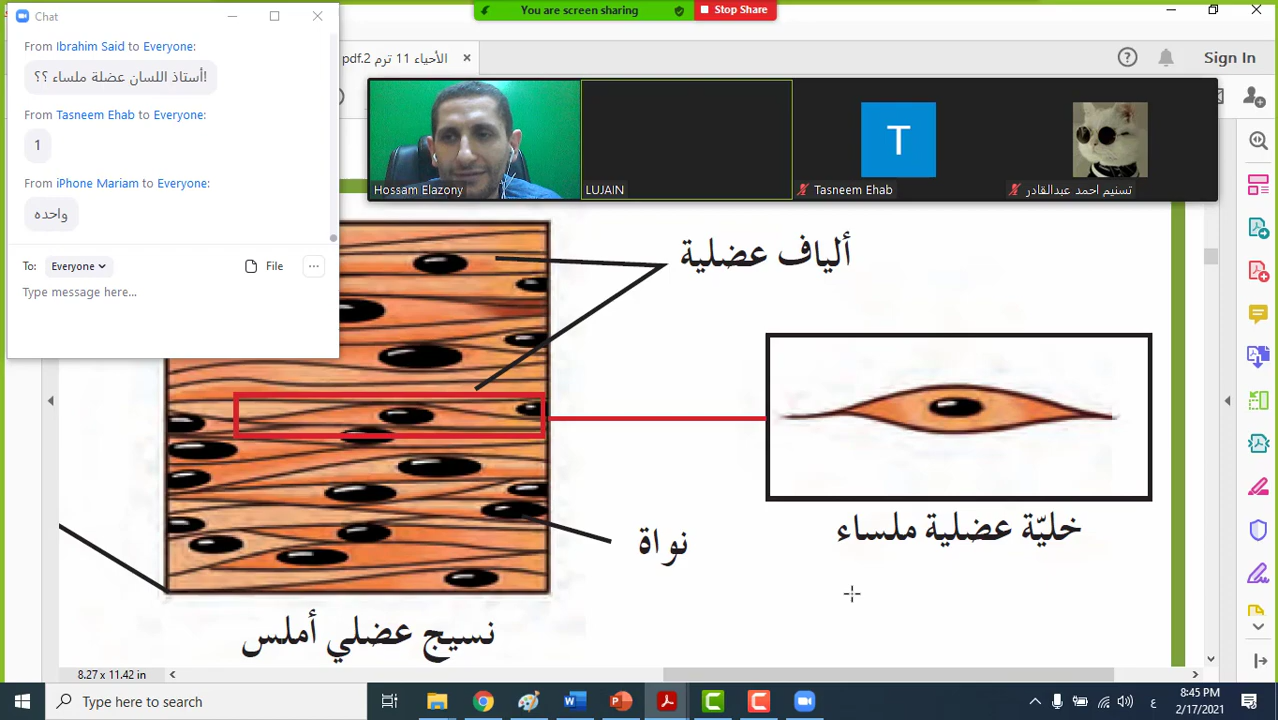 Chat
You are screen sharing
Stop Share
From Ibrahim Said to Everyone:
أستاذ اللسان عضلة ملساء ؟؟!
From Tasneem Ehab to Everyone:
1
From iPhone Mariam to Everyone:
واحده
To: Everyone
File
Type message here...
الأحياء 11 ترم 2.pdf
Sign In
Hossam Elazony
LUJAIN
T
Tasneem Ehab
تسنيم احمد عبدالقادر
ألياف عضلية
نواة
خليّة عضلية ملساء
نسيج عضلي أملس
8.27 x 11.42 in
Type here to search
ع
8:45 PM
2/17/2021